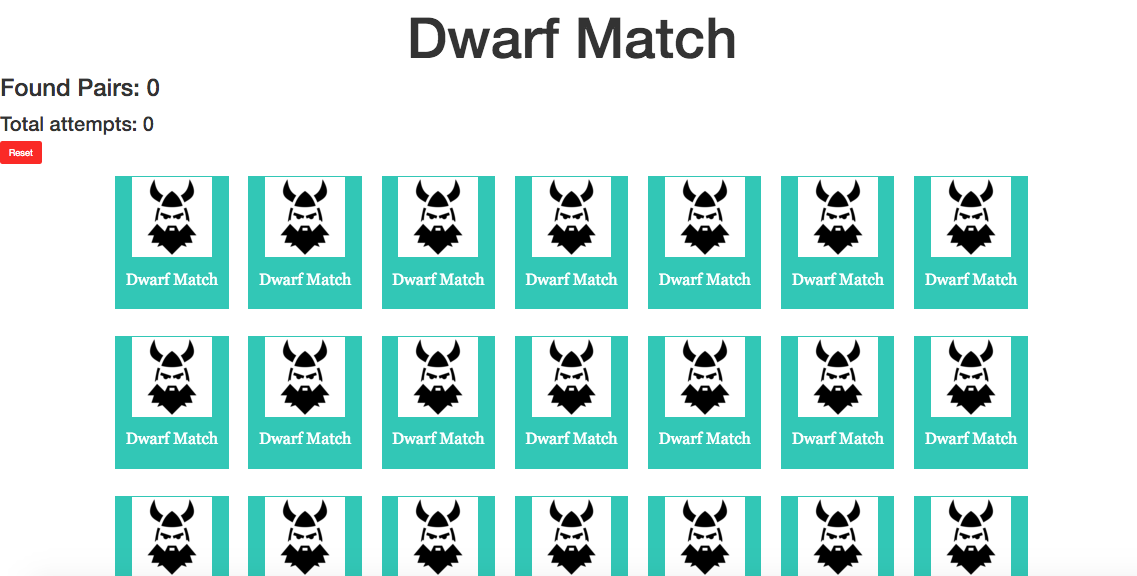 Dwarf Match
Found Pairs: 0
Total attempts: 0
Reset
Dwarf Match Dwarf Match Dwarf Match Dwarf Match Dwarf Match Dwarf Match Dwarf Match
Dwarf Match Dwarf Match Dwarf Match Dwarf Match Dwarf Match Dwarf Match Dwarf Match